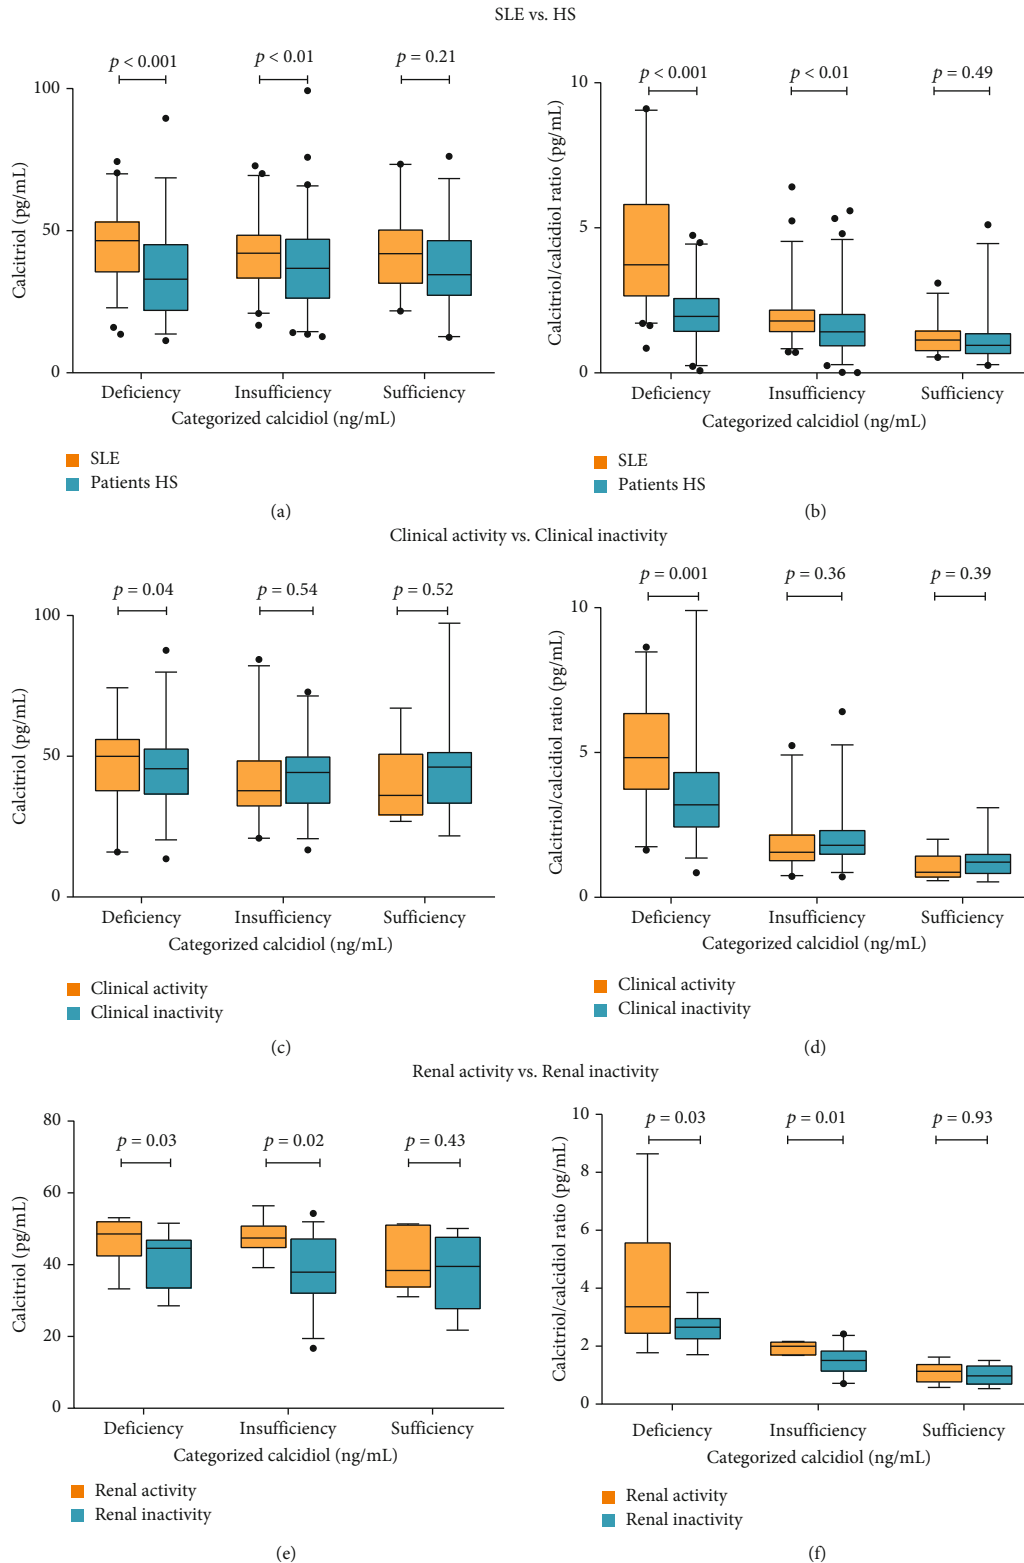 SLE vs. HS
p < 0.001
p < 0.01
p = 0.21
100
50
0
Calcitriol (pg/mL)
Deficiency
Insufficiency
Sufficiency
Categorized calcidiol (ng/mL)
SLE
Patients HS
(a)
p < 0.001
p < 0.01
p = 0.49
10
5
0
Calcitriol/calcidiol ratio (pg/mL)
Deficiency
Insufficiency
Sufficiency
Categorized calcidiol (ng/mL)
SLE
Patients HS
(b)
Clinical activity vs. Clinical inactivity
p = 0.04
p = 0.54
p = 0.52
100
50
0
Calcitriol (pg/mL)
Deficiency
Insufficiency
Sufficiency
Categorized calcidiol (ng/mL)
Clinical activity
Clinical inactivity
(c)
p = 0.001
p = 0.36
p = 0.39
10
5
0
Calcitriol/calcidiol ratio (pg/mL)
Deficiency
Insufficiency
Sufficiency
Categorized calcidiol (ng/mL)
Clinical activity
Clinical inactivity
(d)
Renal activity vs. Renal inactivity
p = 0.03
p = 0.02
p = 0.43
80
60
40
20
0
Calcitriol (pg/mL)
Deficiency
Insufficiency
Sufficiency
Categorized calcidiol (ng/mL)
Renal activity
Renal inactivity
(e)
p = 0.03
p = 0.01
p = 0.93
10
8
6
4
2
0
Calcitriol/calcidiol ratio (pg/mL)
Deficiency
Insufficiency
Sufficiency
Categorized calcidiol (ng/mL)
Renal activity
Renal inactivity
(f)